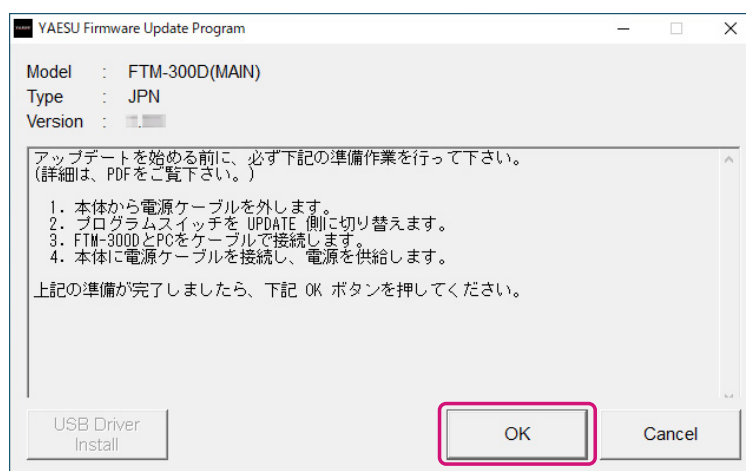 YAESU Firmware Update Program
Model : FTM-300D(MAIN)
Type : JPN
Version :
アップデートを始める前に、必ず下記の準備作業を行って下さい。
(詳細は、PDFをご覧下さい。)
1. 本体から電源ケーブルを外します。
2. プログラムスイッチを UPDATE 側に切り替えます。
3. FTM-300DとPCをケーブルで接続します。
4. 本体に電源ケーブルを接続し、電源を供給します。
上記の準備が完了しましたら、下記 OK ボタンを押してください。
USB Driver
Install
OK
Cancel